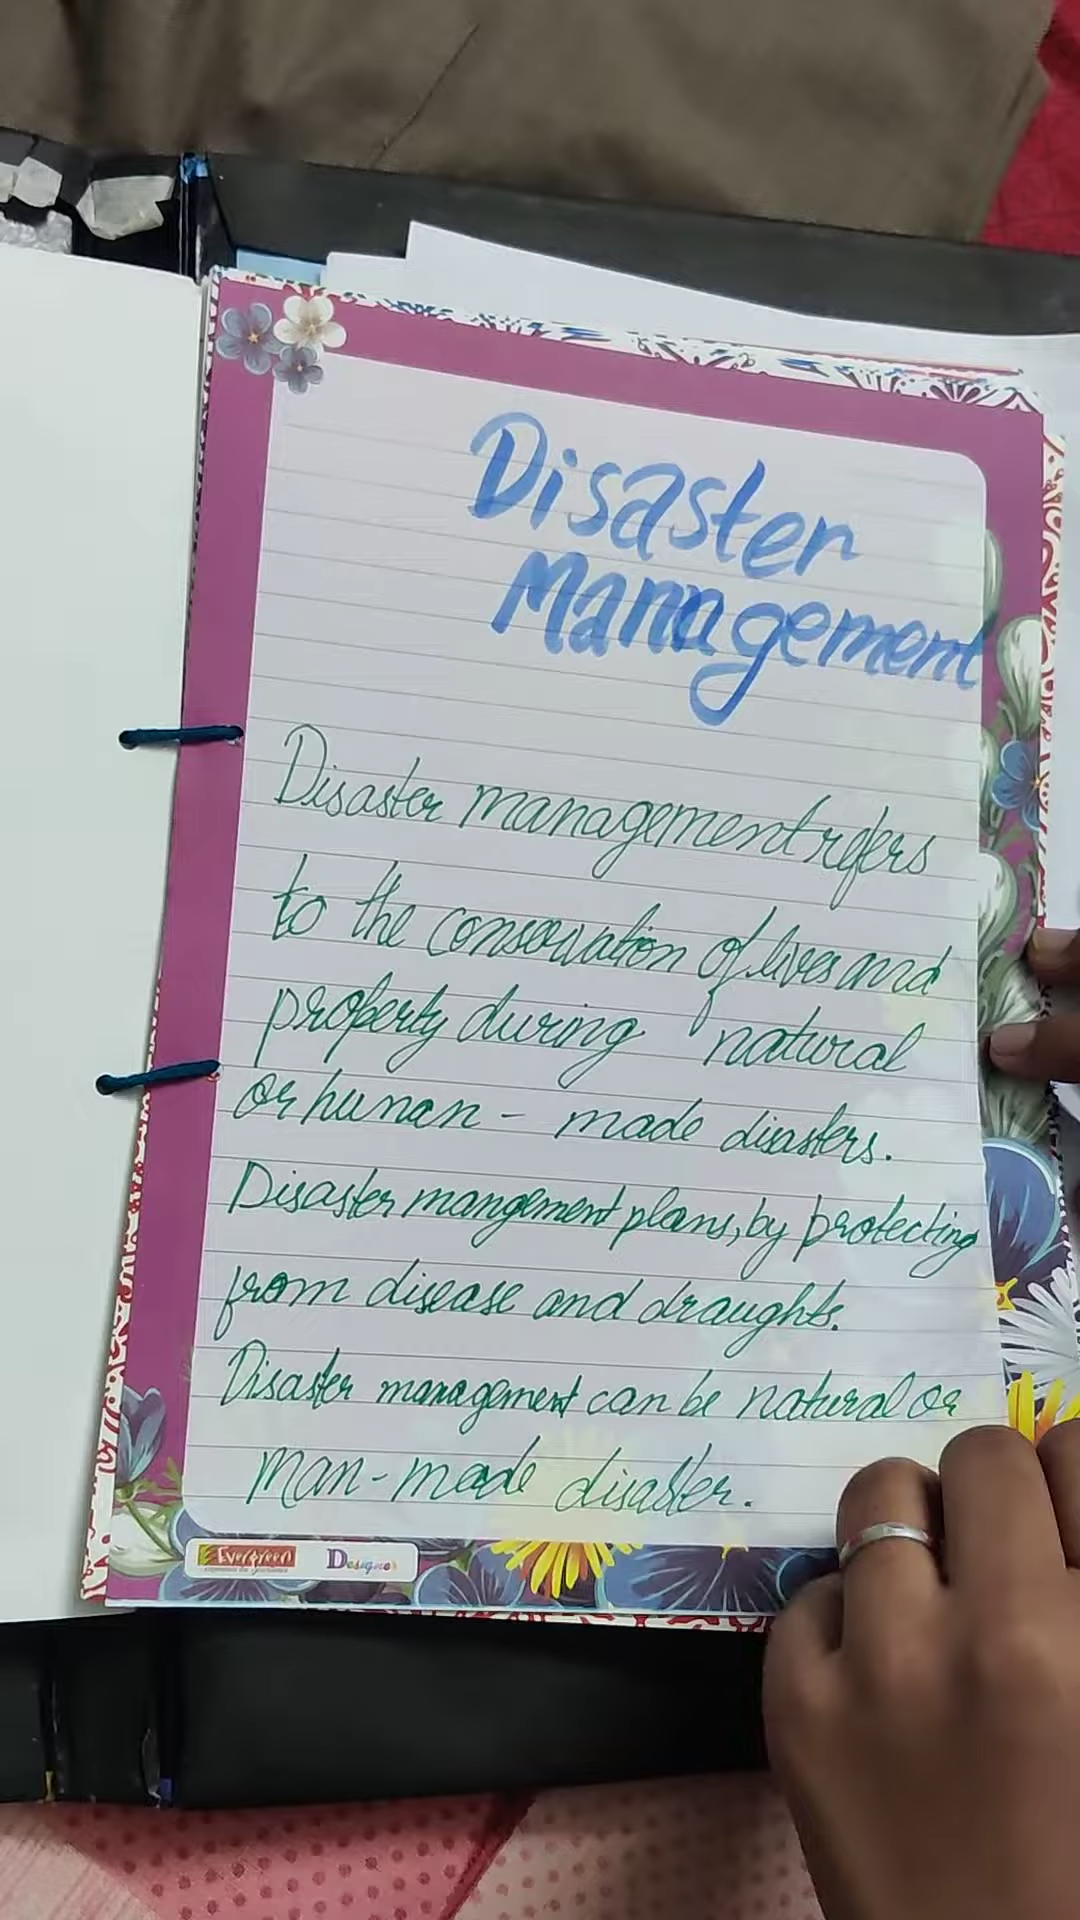 Disaster
Management
Disaster management refers
to the conservation of lives and
property during natural
or human - made disasters.
Disaster mangement plans, by protecting
from disease and draughts.
Disaster management can be natural or
man-made disaster.
Evergreen
Designer